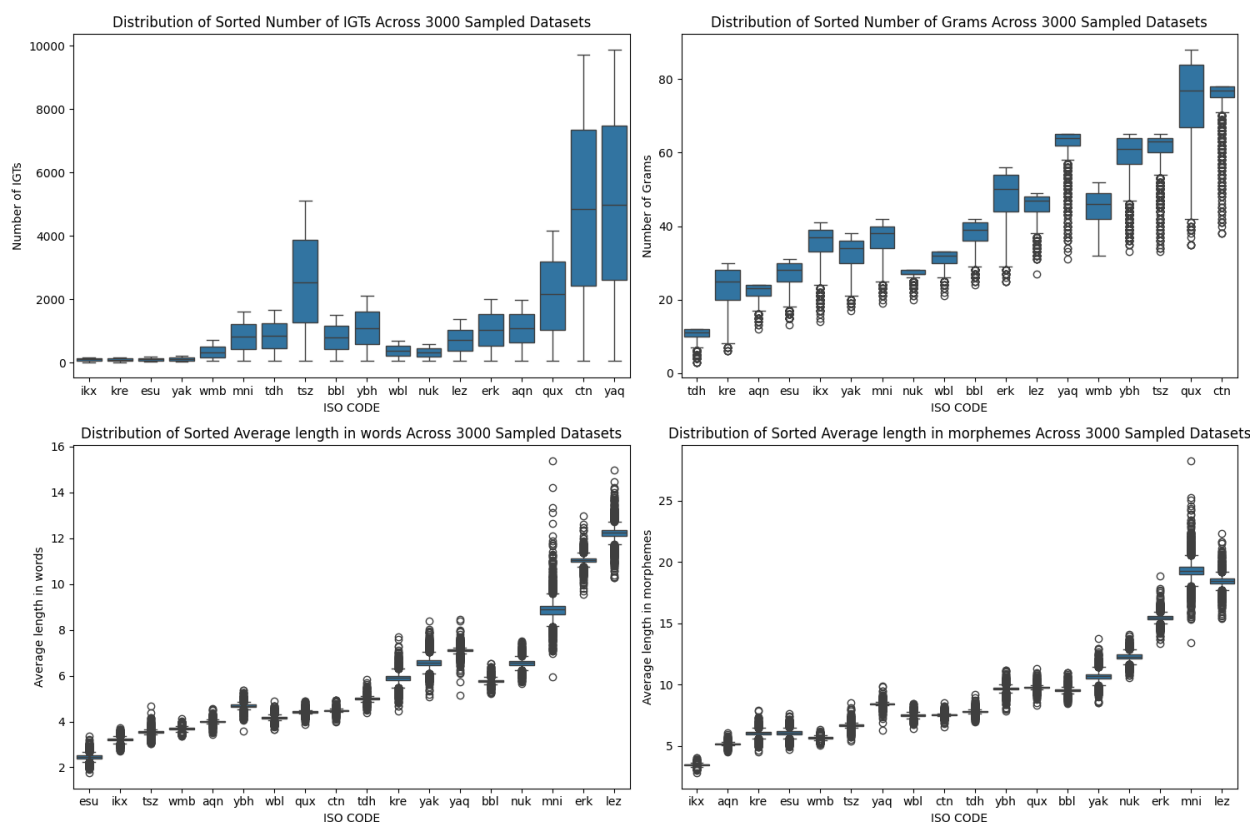 Distribution of Sorted Number of IGTs Across 3000 Sampled Datasets
Number of IGTs
10000
8000
6000
4000
2000
0
ikx kre esu yak wmb mni tdh tsz bbl ybh wbl nuk lez erk aqn qux ctn yaq
ISO CODE
Distribution of Sorted Number of Grams Across 3000 Sampled Datasets
Number of Grams
80
60
40
20
0
tdh kre aqn esu ikx yak mni nuk wbl bbl erk lez yaq wmb ybh tsz qux ctn
ISO CODE
Distribution of Sorted Average length in words Across 3000 Sampled Datasets
Average length in words
16
14
12
10
8
6
4
2
esu ikx tsz wmb aqn ybh wbl qux ctn tdh kre yak yaq bbl nuk mni erk lez
ISO CODE
Distribution of Sorted Average length in morphemes Across 3000 Sampled Datasets
Average length in morphemes
25
20
15
10
5
ikx aqn kre esu wmb tsz yaq wbl ctn tdh ybh qux bbl yak nuk erk mni lez
ISO CODE